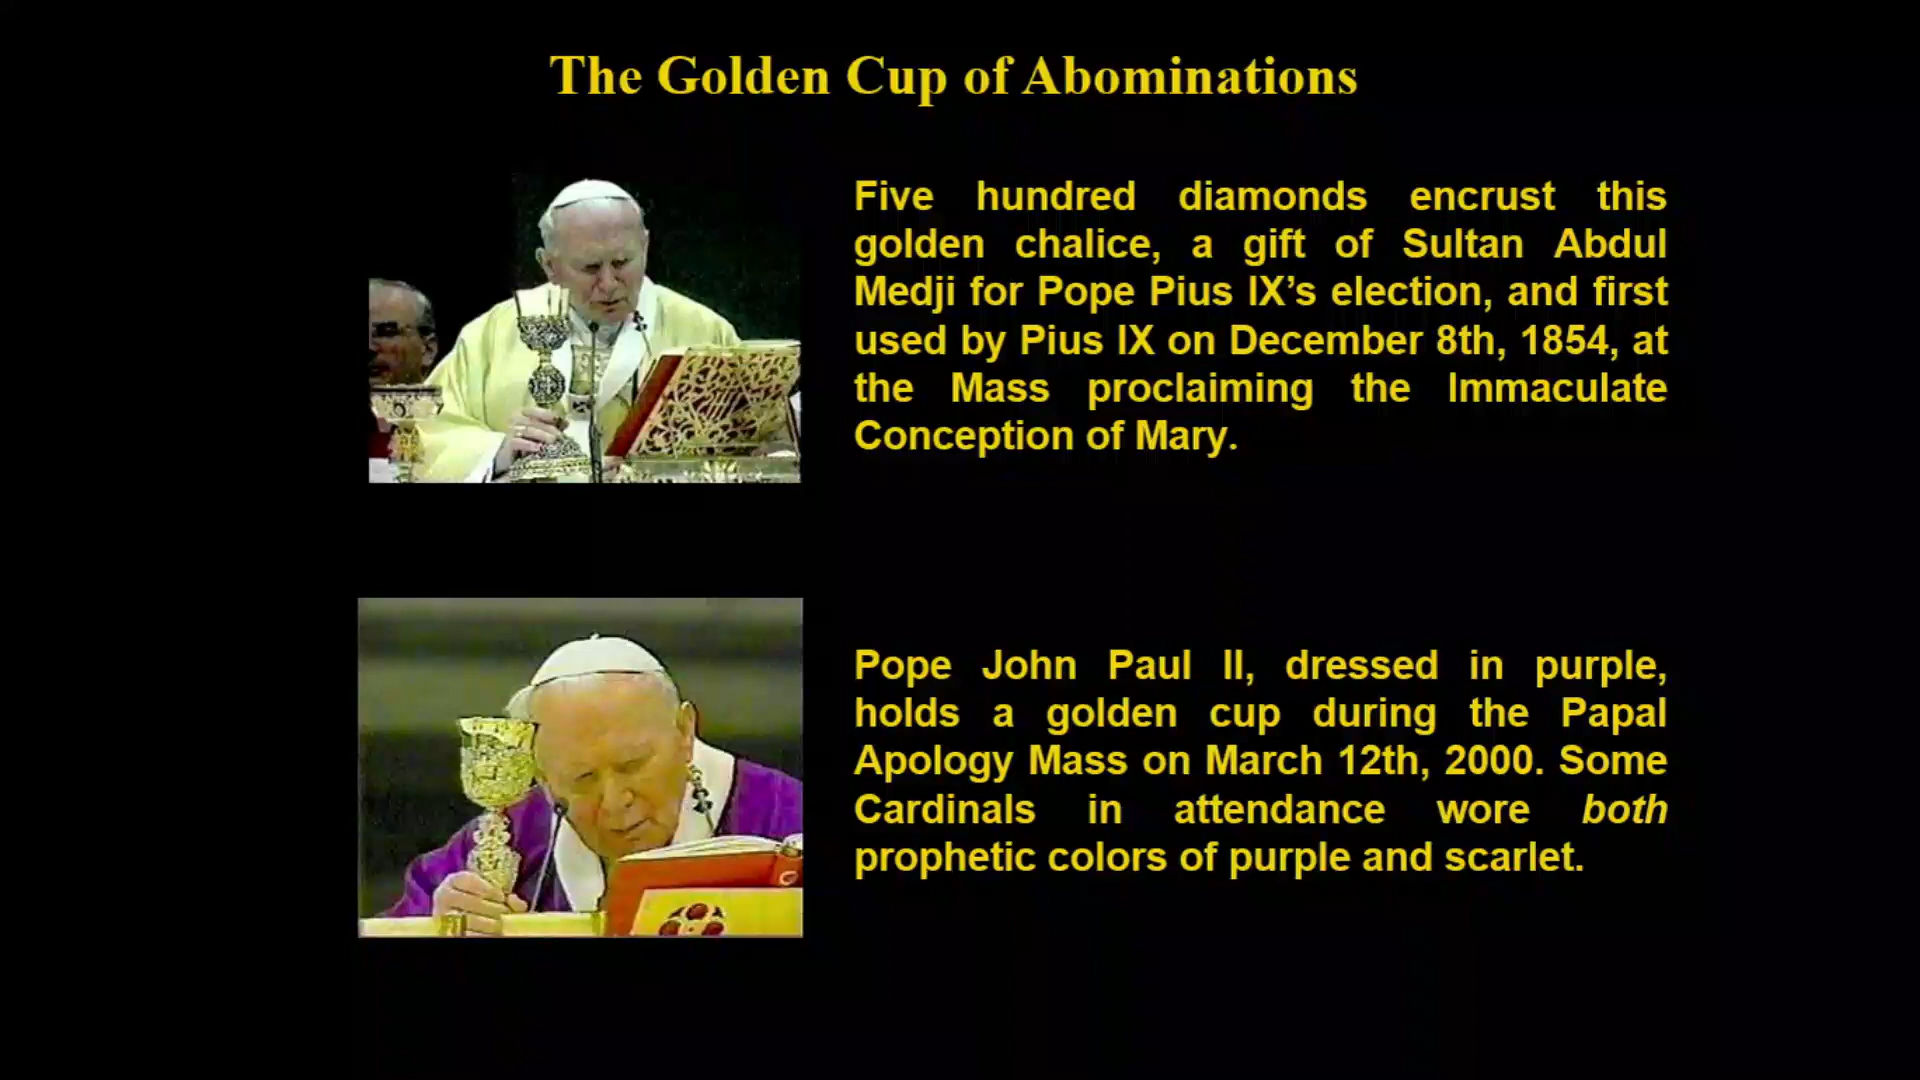 The Golden Cup of Abominations
Five hundred diamonds encrust this
golden chalice, a gift of Sultan Abdul
Medji for Pope Pius IX’s election, and first
used by Pius IX on December 8th, 1854, at
the Mass proclaiming the Immaculate
Conception of Mary.
Pope John Paul II, dressed in purple,
holds a golden cup during the Papal
Apology Mass on March 12th, 2000. Some
Cardinals in attendance wore both
prophetic colors of purple and scarlet.